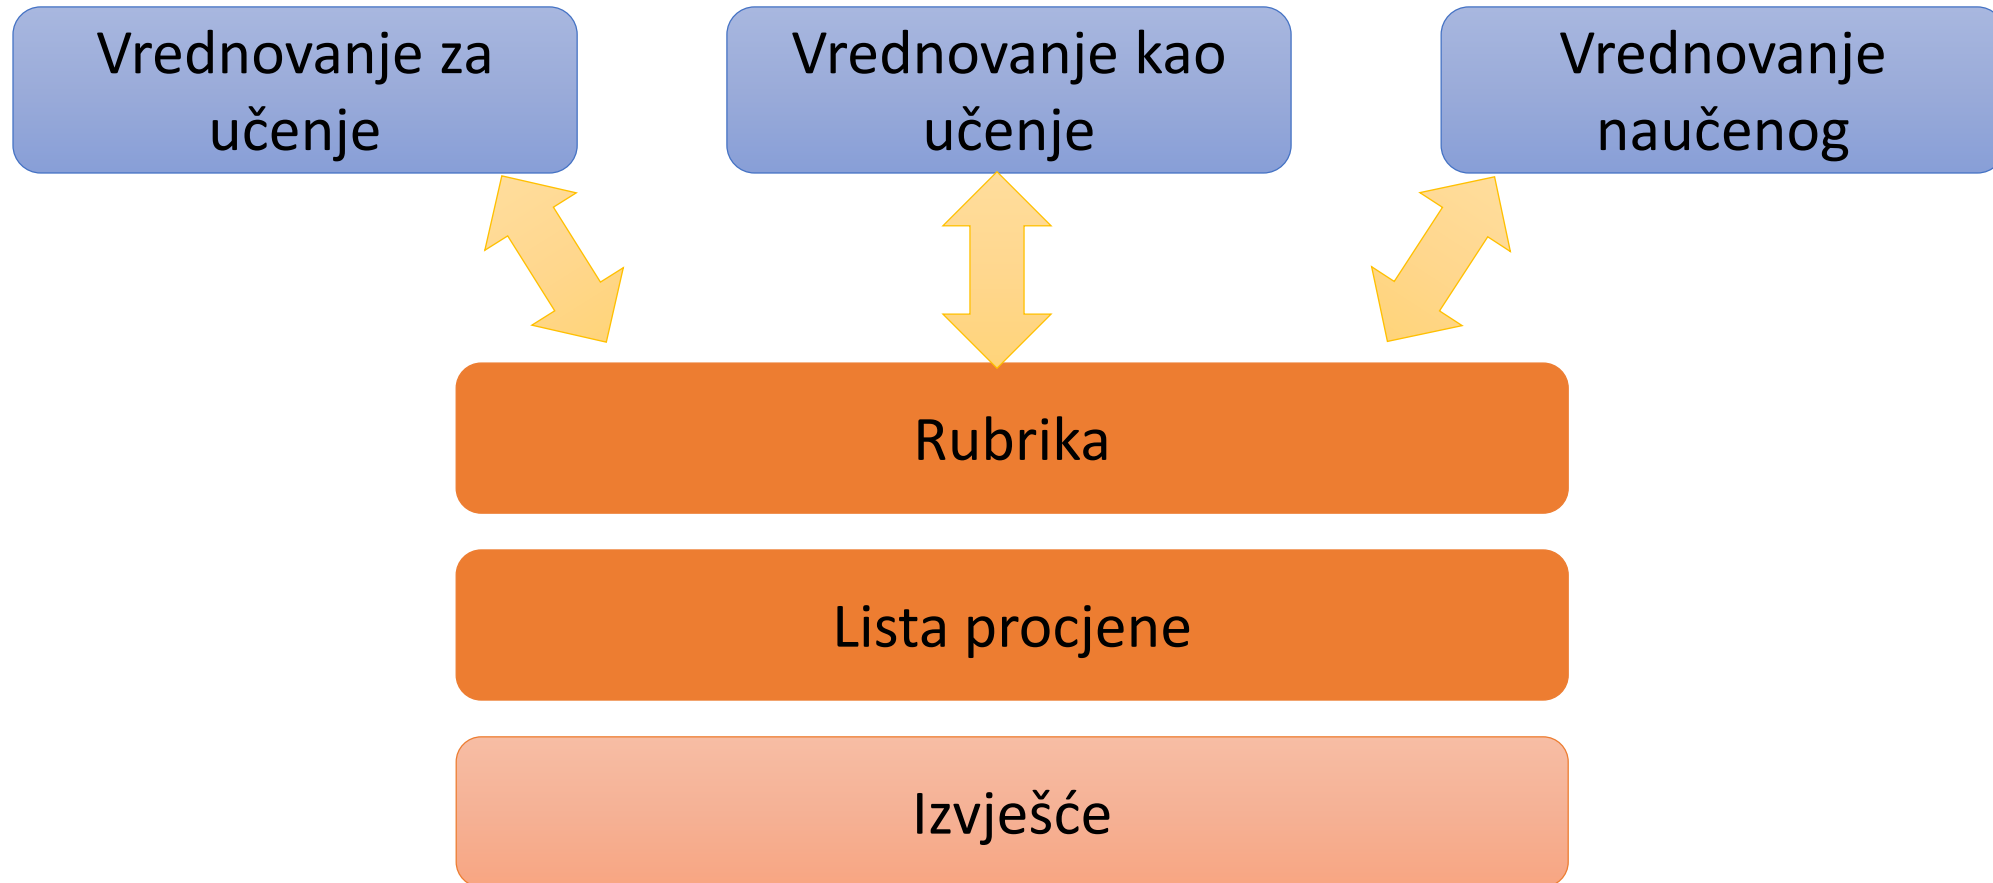 Vrednovanje za
učenje
Vrednovanje kao
učenje
Vrednovanje
naučenog
Rubrika
Lista procjene
Izvješće